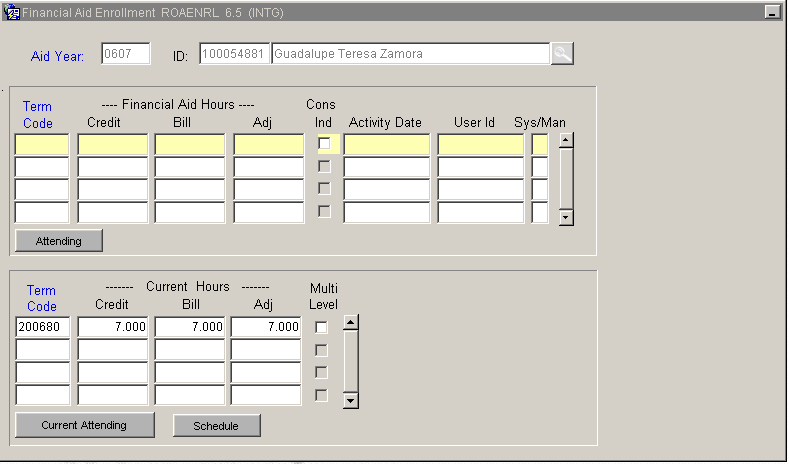 Financial Aid Enrollment ROAENRL 6.5 (INTG)
Aid Year: 0607 ID: 100054881 Guadalupe Teresa Zamora
Term ---- Financial Aid Hours ---- Cons
Code Credit Bill Adj Ind Activity Date User Id Sys/Man
Attending
Term ------- Current Hours ------- Multi
Code Credit Bill Adj Level
200680 7.000 7.000 7.000
Current Attending Schedule